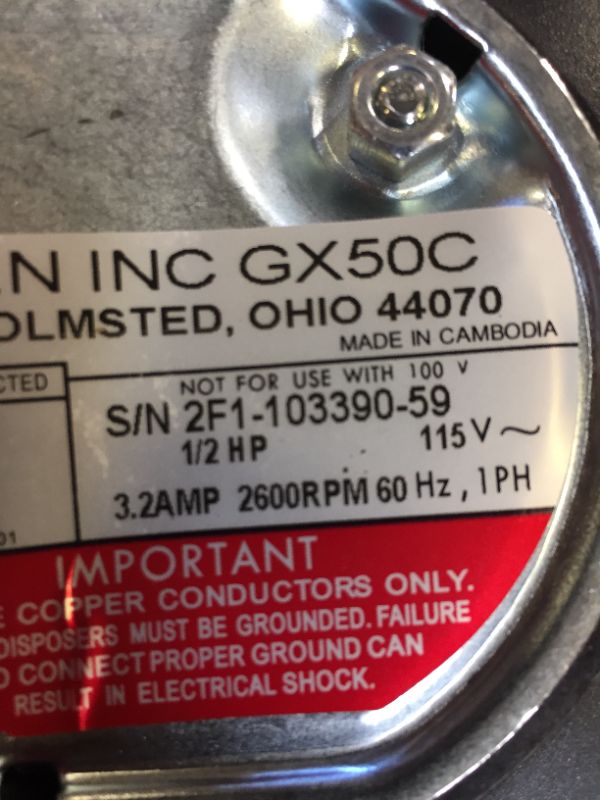 INC GX50C
OLMSTED, OHIO 44070
MADE IN CAMBODIA
CTED
NOT FOR USE WITH 100 V
S/N 2F1-103390-59
1/2 HP 115V ~
3.2AMP 2600RPM 60 Hz, 1PH
01
IMPORTANT
COPPER CONDUCTORS ONLY.
DISPOSERS MUST BE GROUNDED. FAILURE
CONNECT PROPER GROUND CAN
RESULT IN ELECTRICAL SHOCK.